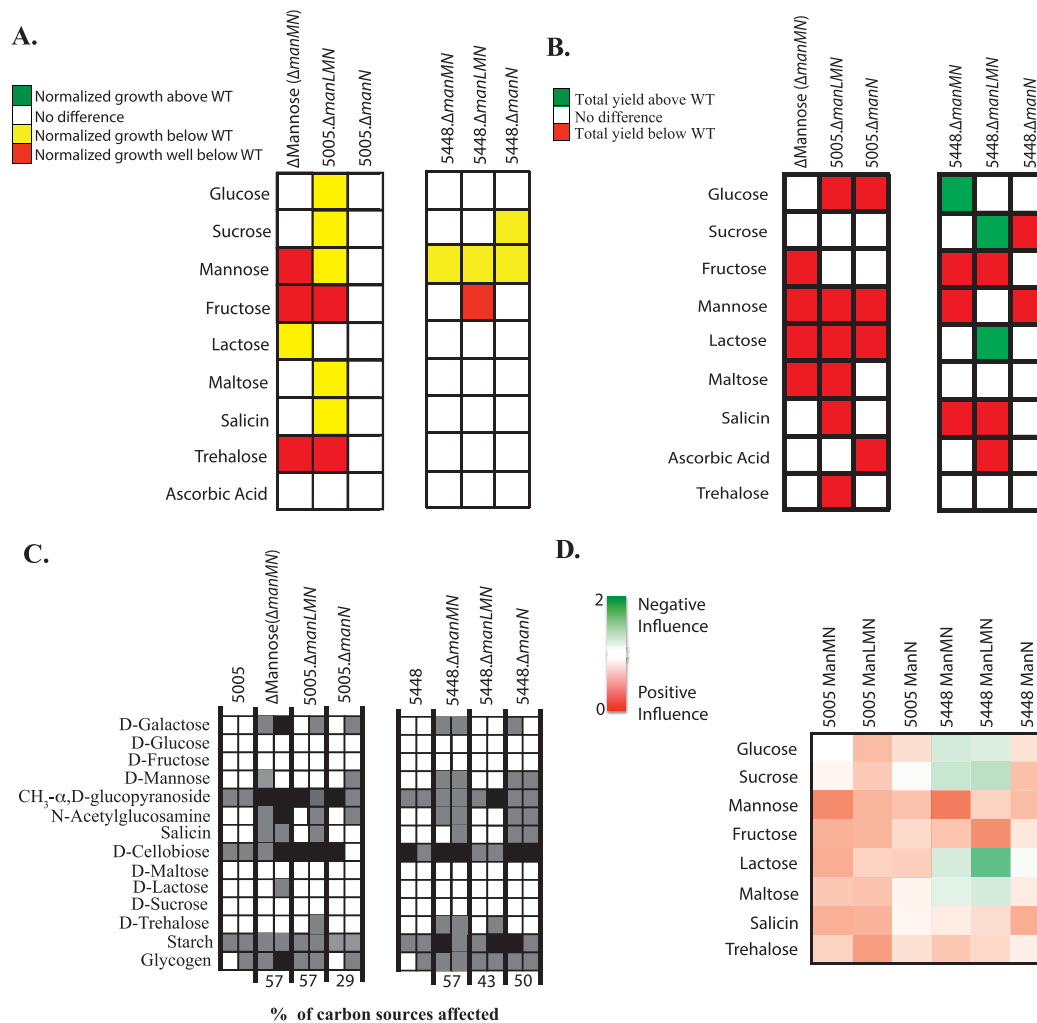 A.
Normalized growth above WT
No difference
Normalized growth below WT
Normalized growth well below WT
ΔMannose (ΔmanMN)
5005.ΔmanLMN
5005.ΔmanN
5448.ΔmanMN
5448.ΔmanLMN
5448.ΔmanN
Glucose
Sucrose
Mannose
Fructose
Lactose
Maltose
Salicin
Trehalose
Ascorbic Acid
B.
Total yield above WT
No difference
Total yield below WT
ΔMannose (ΔmanMN)
5005.ΔmanLMN
5005.ΔmanN
5448.ΔmanMN
5448.ΔmanLMN
5448.ΔmanN
Glucose
Sucrose
Fructose
Mannose
Lactose
Maltose
Salicin
Ascorbic Acid
Trehalose
C.
5005
ΔMannose(ΔmanMN)
5005.ΔmanLMN
5005.ΔmanN
5448
5448.ΔmanMN
5448.ΔmanLMN
5448.ΔmanN
D-Galactose
D-Glucose
D-Fructose
D-Mannose
CH3-α,D-glucopyranoside
N-Acetylglucosamine
Salicin
D-Cellobiose
D-Maltose
D-Lactose
D-Sucrose
D-Trehalose
Starch
Glycogen
57 57 29 57 43 50
% of carbon sources affected
D.
2
Negative
Influence
Positive
Influence
0
5005 ManMN
5005 ManLMN
5005 ManN
5448 ManMN
5448 ManLMN
5448 ManN
Glucose
Sucrose
Mannose
Fructose
Lactose
Maltose
Salicin
Trehalose